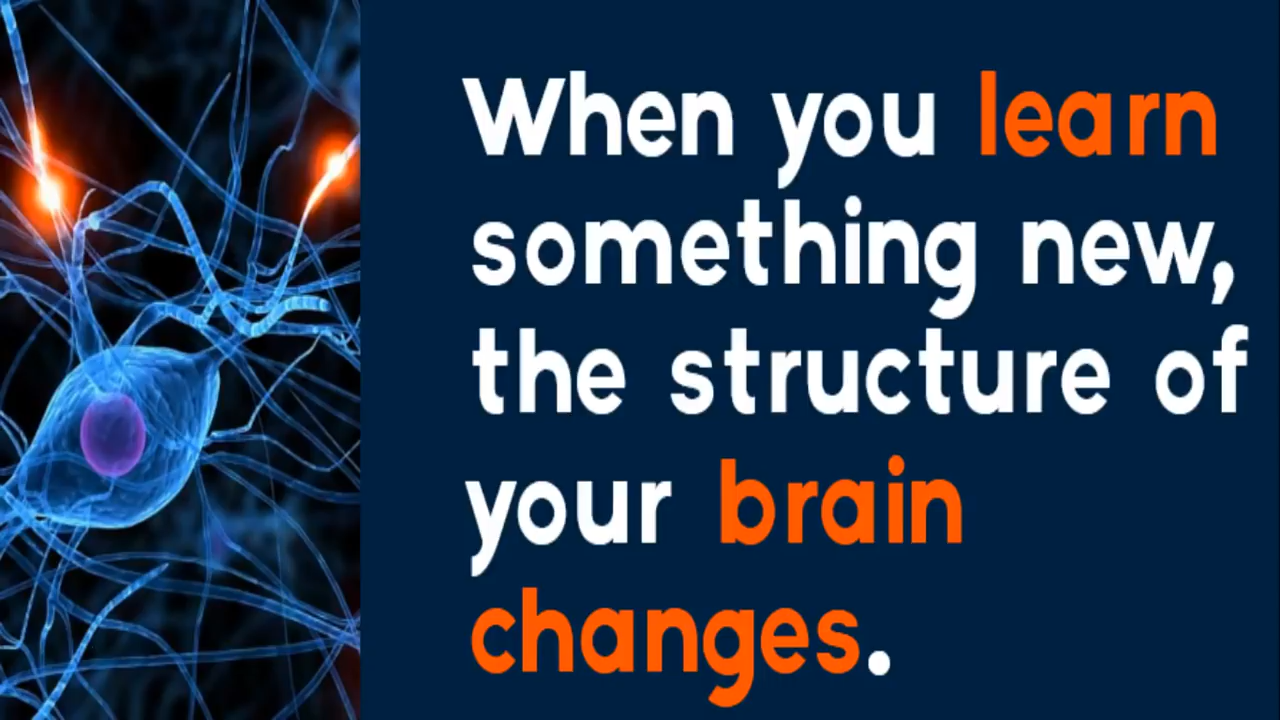 When you learn
something new,
the structure of
your brain
changes.